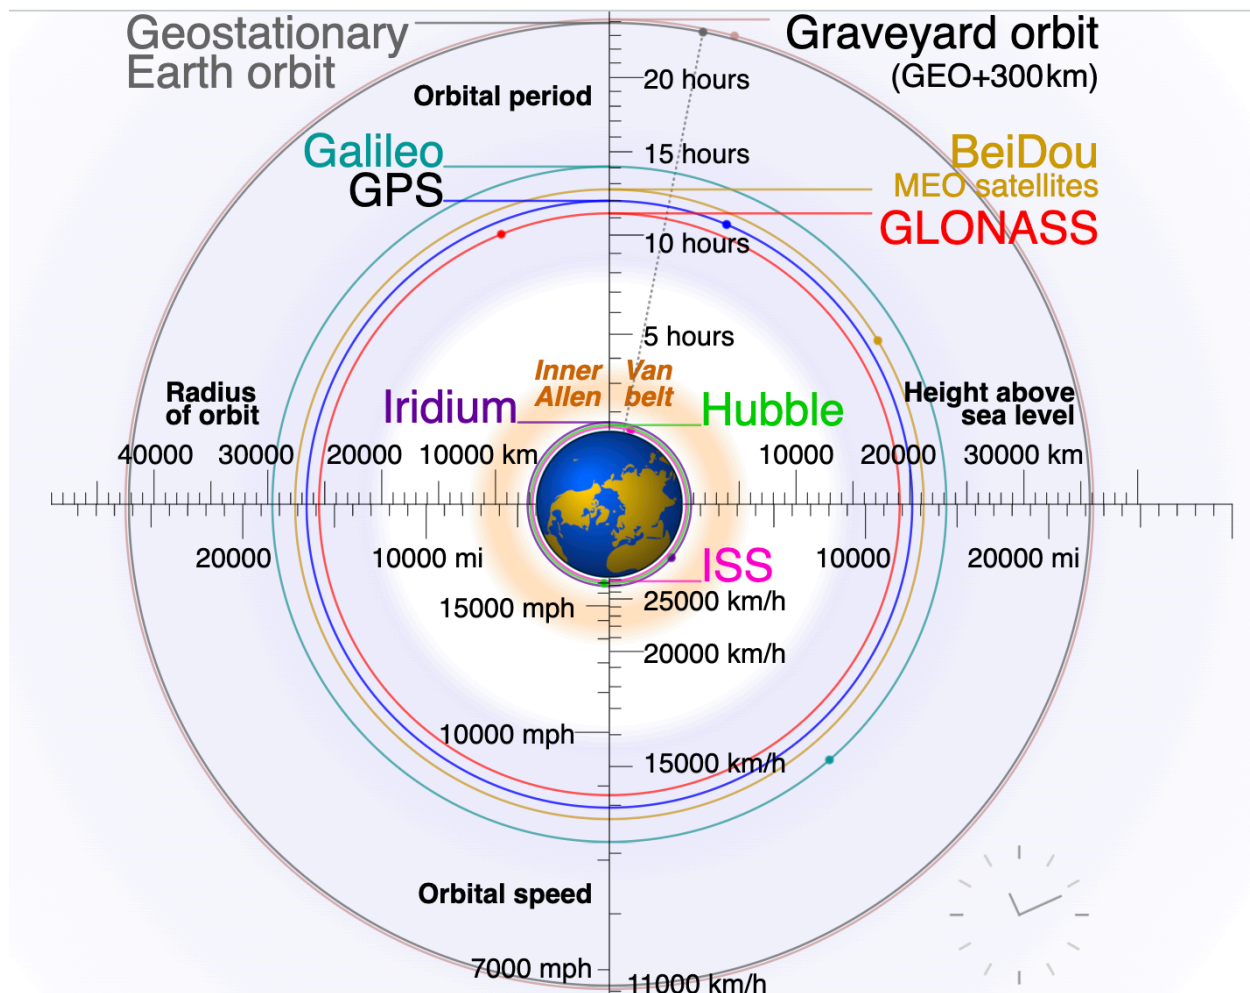 Geostationary
Earth orbit
Graveyard orbit
(GEO+300km)
20 hours
Orbital period
Galileo
15 hours
BeiDou
GPS
MEO satellites
GLONASS
10 hours
5 hours
Inner Van
Allen belt
Radius
of orbit
Iridium
Hubble
Height above
sea level
40000 30000 20000 10000 km
10000 20000 30000 km
20000 10000 mi
10000 20000 mi
ISS
15000 mph
25000 km/h
20000 km/h
10000 mph
15000 km/h
Orbital speed
7000 mph
11000 km/h